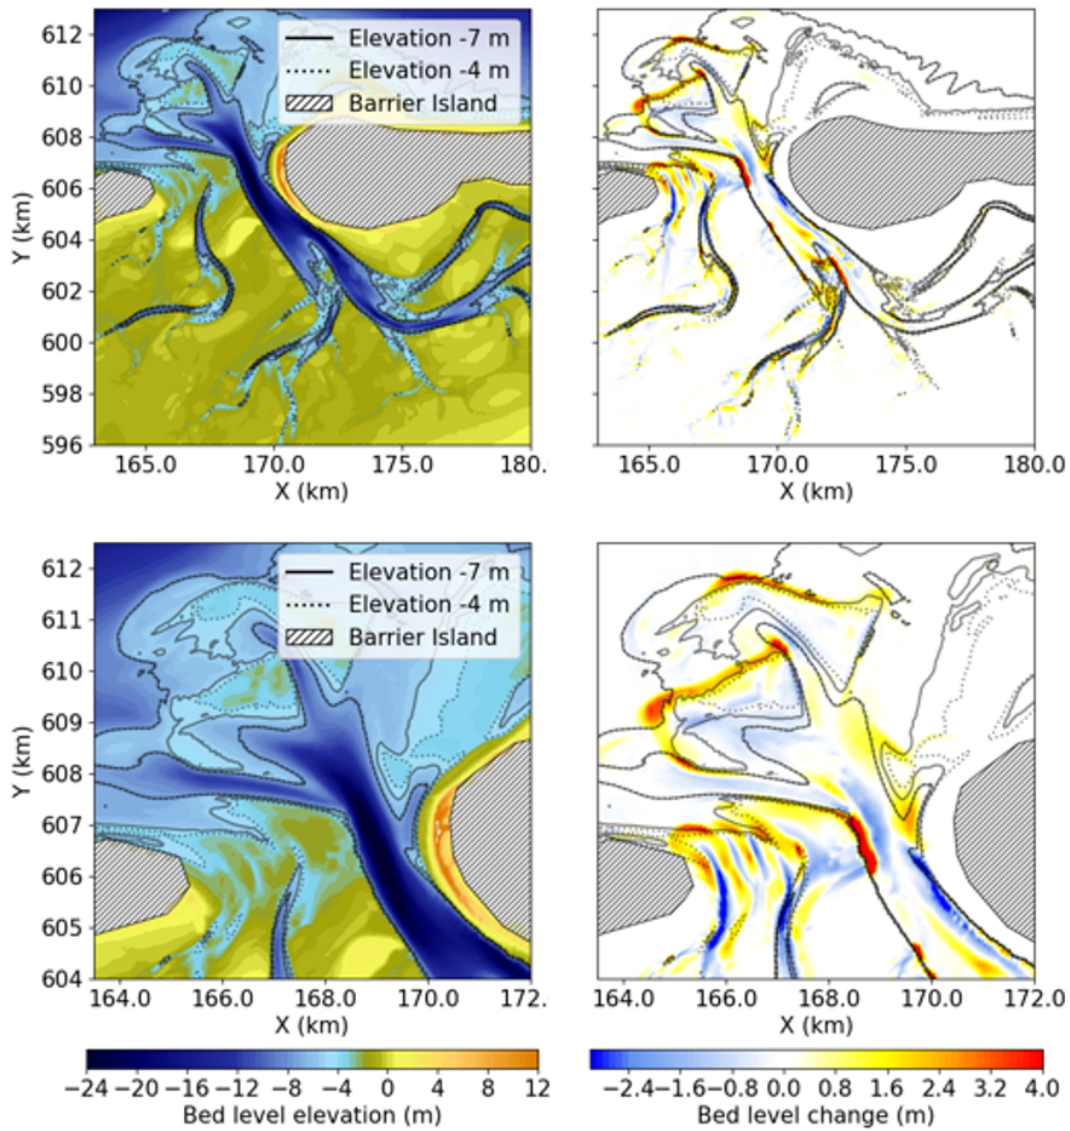 612
610
608
606
604
602
600
598
596
Y (km)
Elevation -7 m
Elevation -4 m
Barrier Island
165.0 170.0 175.0 180.
X (km)
165.0 170.0 175.0 180.0
X (km)
612
611
610
609
608
607
606
605
604
Y (km)
Elevation -7 m
Elevation -4 m
Barrier Island
164.0 166.0 168.0 170.0 172.
X (km)
164.0 166.0 168.0 170.0 172.0
X (km)
−24 −20 −16 −12 −8 −4 0 4 8 12
Bed level elevation (m)
−2.4 −1.6 −0.8 0.0 0.8 1.6 2.4 3.2 4.0
Bed level change (m)